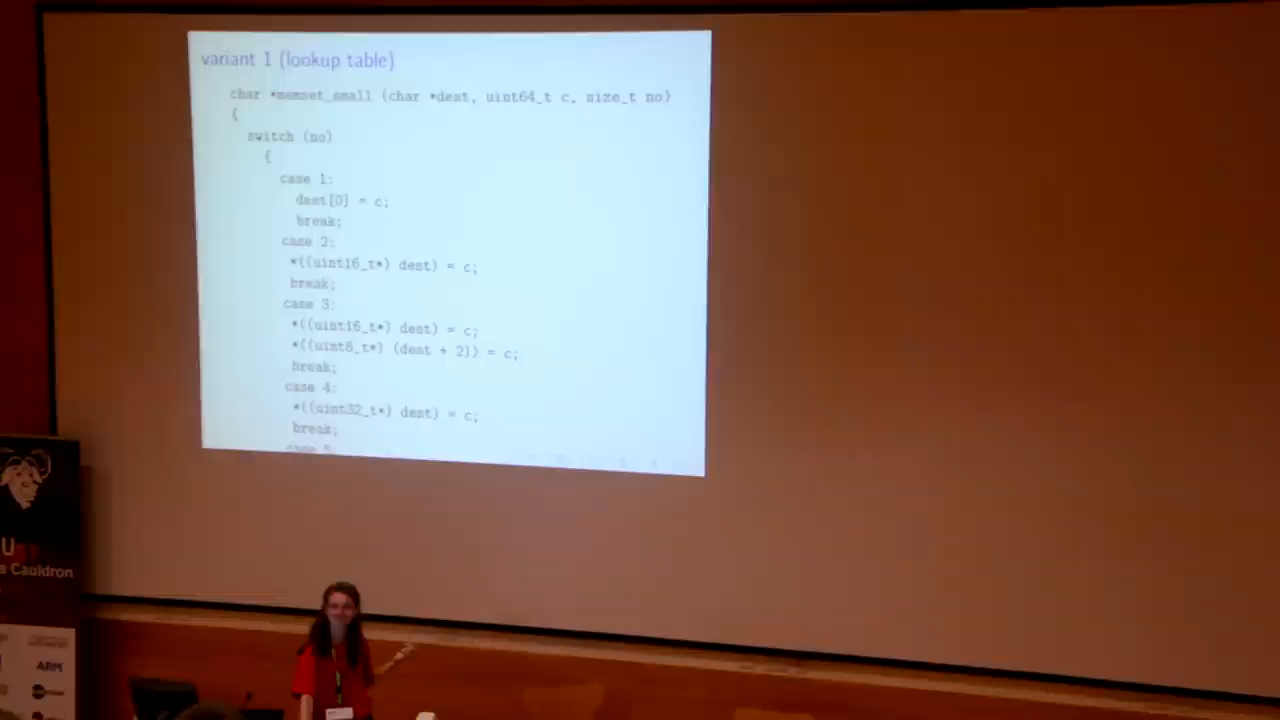 variant 1 (lookup table)
char *memset_small (char *dest, uint64_t c, size_t no)
{
switch (no)
{
case 1:
dest[0] = c;
break;
case 2:
*((uint16_t*) dest) = c;
break;
case 3:
*((uint16_t*) dest) = c;
*((uint8_t*) (dest + 2)) = c;
break;
case 4:
*((uint32_t*) dest) = c;
break;
case 5
U
s Cauldron
ARM